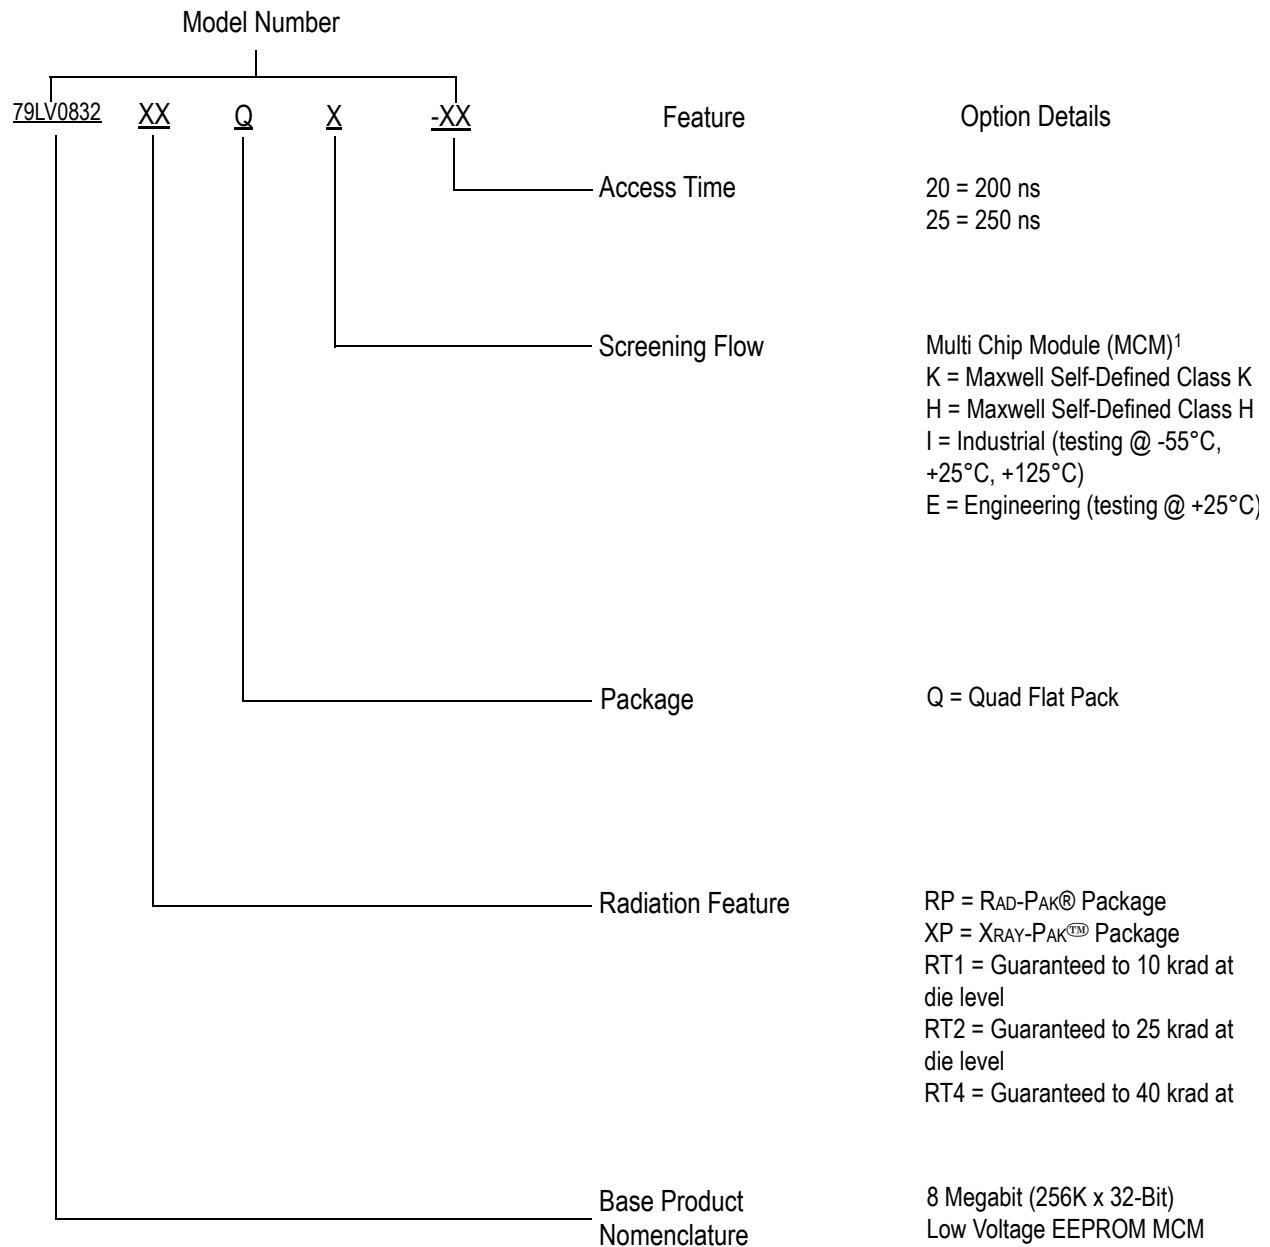 Model Number
79LV0832 XX Q X -XX Feature Option Details
Access Time 20 = 200 ns
25 = 250 ns
Screening Flow Multi Chip Module (MCM)1
K = Maxwell Self-Defined Class K
H = Maxwell Self-Defined Class H
I = Industrial (testing @ -55°C,
+25°C, +125°C)
E = Engineering (testing @ +25°C)
Package Q = Quad Flat Pack
Radiation Feature RP = RAD-PAK® Package
XP = XRAY-PAK™ Package
RT1 = Guaranteed to 10 krad at
die level
RT2 = Guaranteed to 25 krad at
die level
RT4 = Guaranteed to 40 krad at
Base Product 8 Megabit (256K x 32-Bit)
Nomenclature Low Voltage EEPROM MCM